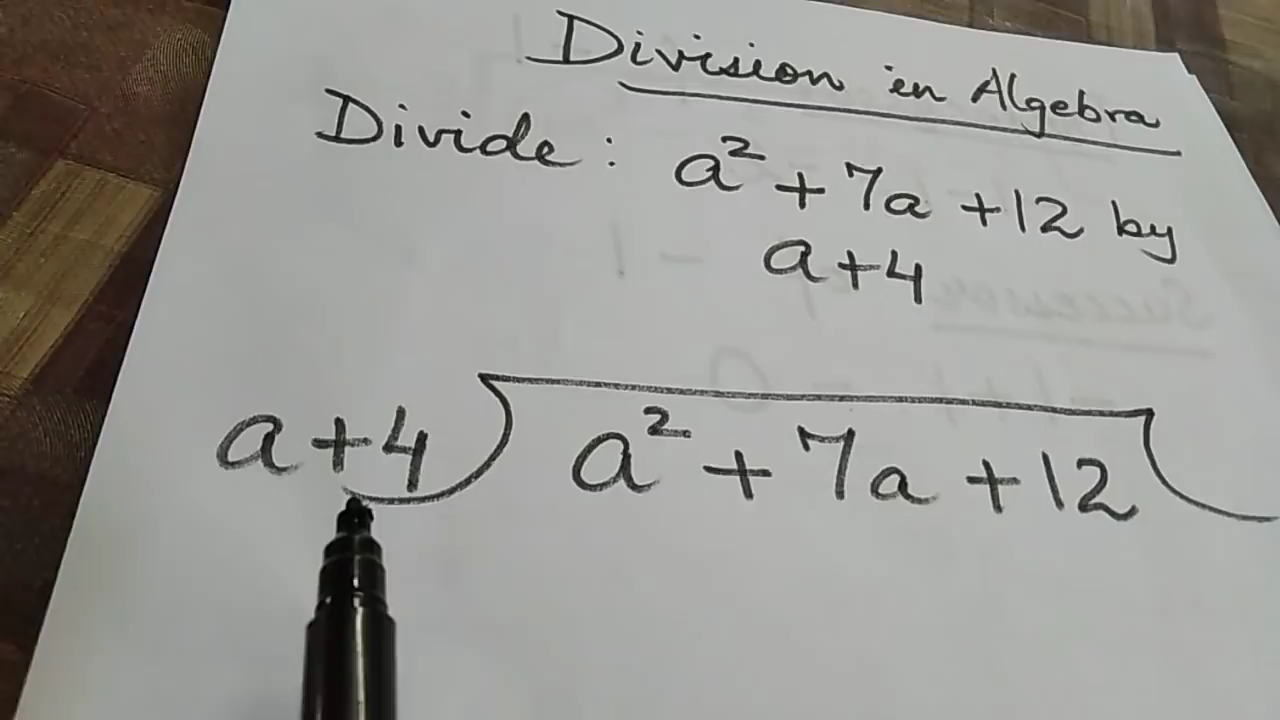 Division in Algebra
Divide : a² + 7a + 12 by
a + 4
a + 4 ) a² + 7a + 12 (